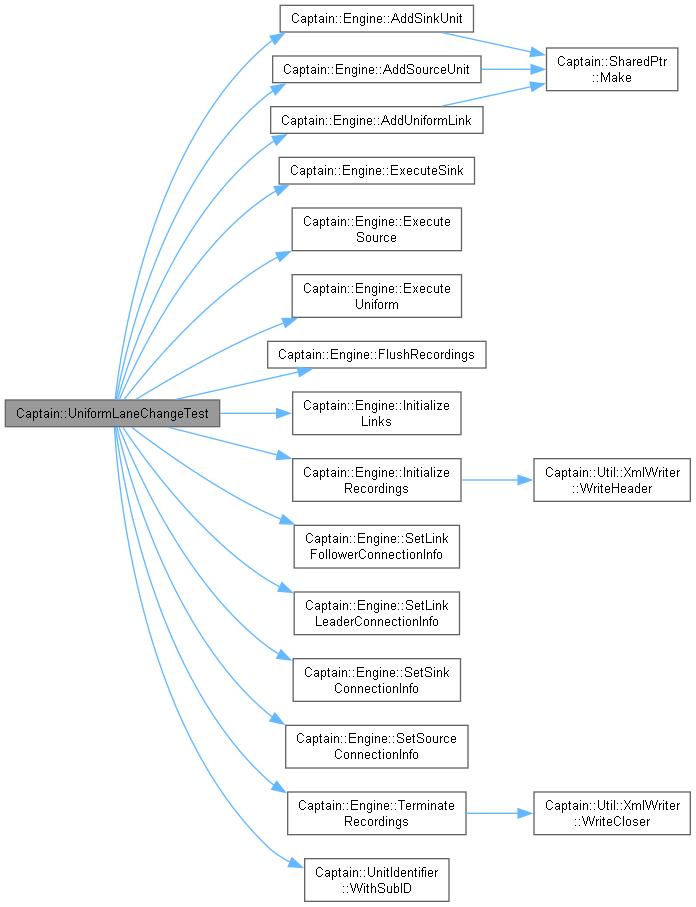 Captain::Engine::AddSinkUnit
Captain::Engine::AddSourceUnit
Captain::SharedPtr
::Make
Captain::Engine::AddUniformLink
Captain::Engine::ExecuteSink
Captain::Engine::Execute
Source
Captain::Engine::Execute
Uniform
Captain::Engine::FlushRecordings
Captain::UniformLaneChangeTest
Captain::Engine::Initialize
Links
Captain::Engine::Initialize
Recordings
Captain::Util::XmlWriter
::WriteHeader
Captain::Engine::SetLink
FollowerConnectionInfo
Captain::Engine::SetLink
LeaderConnectionInfo
Captain::Engine::SetSink
ConnectionInfo
Captain::Engine::SetSource
ConnectionInfo
Captain::Engine::Terminate
Recordings
Captain::Util::XmlWriter
::WriteCloser
Captain::UnitIdentifier
::WithSubID